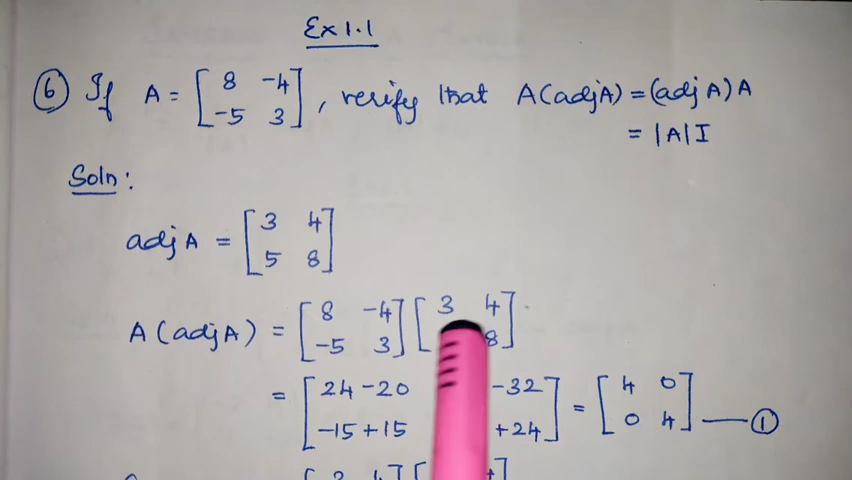 Ex 1.1
⑥ If A = [8 -4; -5 3], verify that A(adjA) = (adj A) A
= |A| I
Soln:
adj A = [3 4; 5 8]
A (adj A) = [8 -4; -5 3] [3 4; 8]
= [24-20 -32; -15+15 +24] = [4 0; 0 4] —— ①